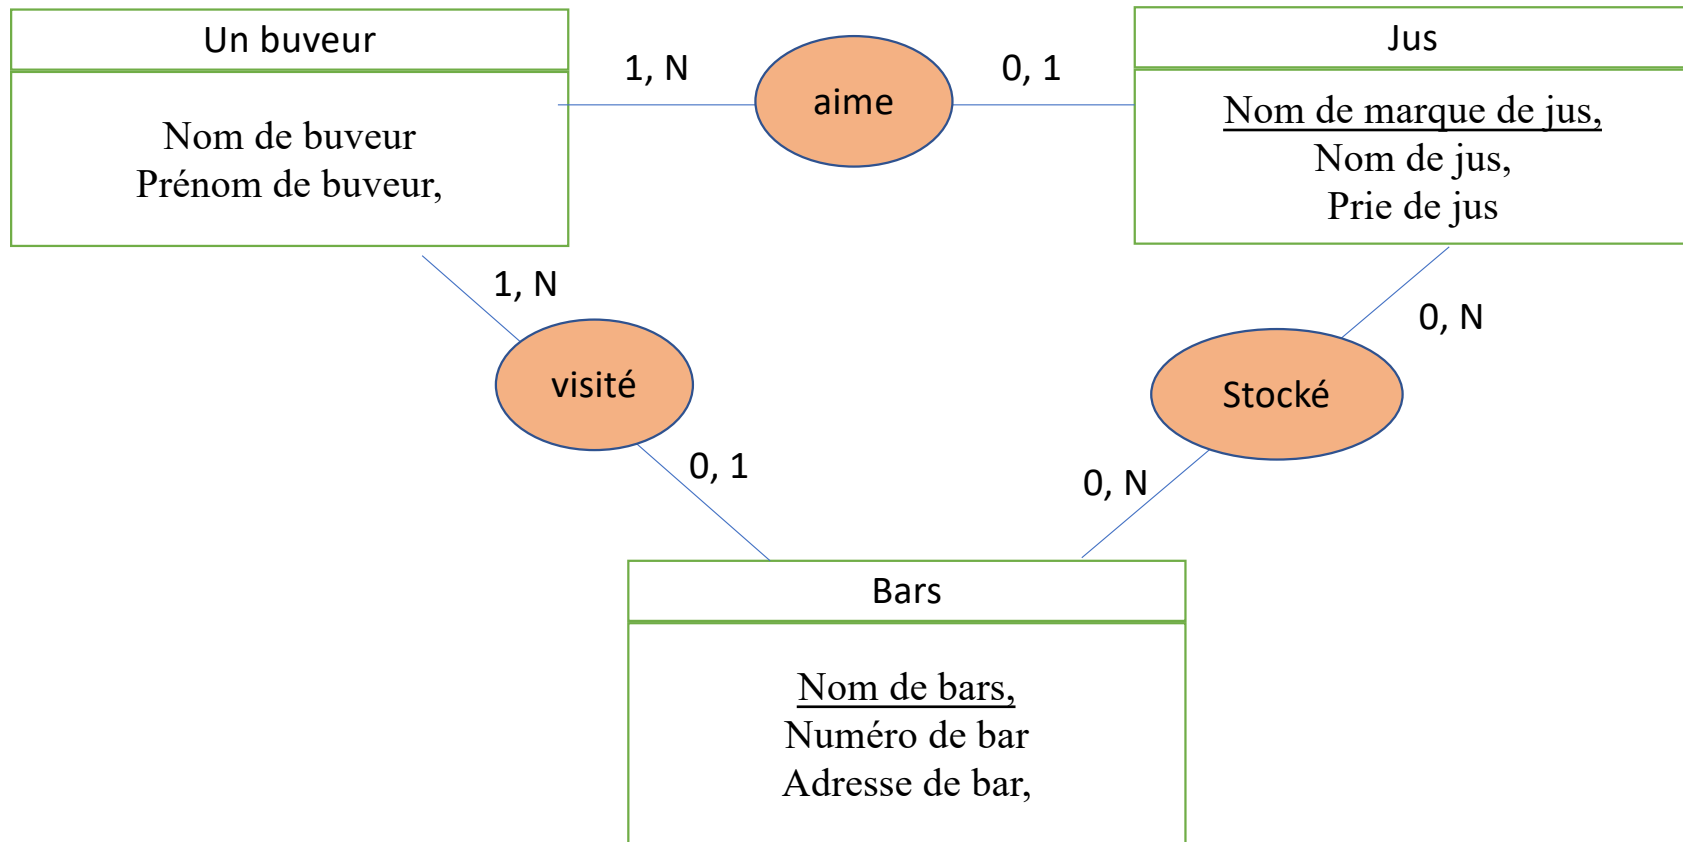 Un buveur
Nom de buveur
Prénom de buveur,
1, N
aime
0, 1
Jus
Nom de marque de jus,
Nom de jus,
Prie de jus
1, N
visité
0, 1
0, N
Stocké
0, N
Bars
Nom de bars,
Numéro de bar
Adresse de bar,